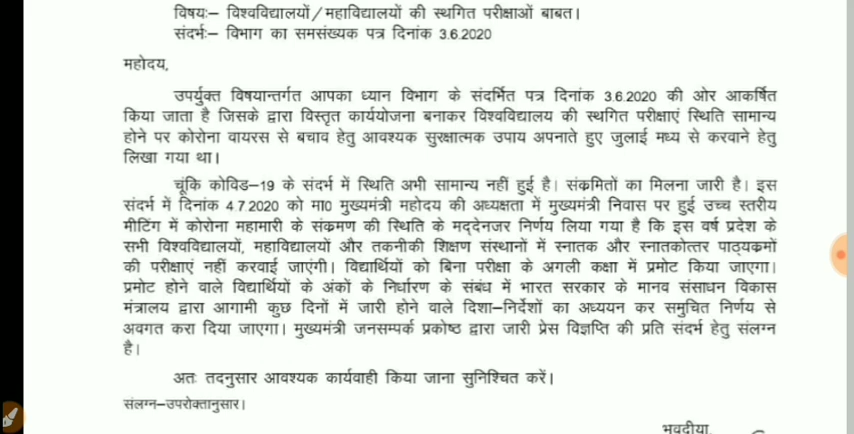 विषयः– विश्वविद्यालयों/महाविद्यालयों की स्थगित परीक्षाओं बाबत।
संदर्भः– विभाग का समसंख्यक पत्र दिनांक 3.6.2020
महोदय,
उपर्युक्त विषयान्तर्गत आपका ध्यान विभाग के संदर्भित पत्र दिनांक 3.6.2020 की ओर आकर्षित
किया जाता है जिसके द्वारा विस्तृत कार्ययोजना बनाकर विश्वविद्यालय की स्थगित परीक्षाएं स्थिति सामान्य
होने पर कोरोना वायरस से बचाव हेतु आवश्यक सुरक्षात्मक उपाय अपनाते हुए जुलाई मध्य से करवाने हेतु
लिखा गया था।
चूंकि कोविड–19 के संदर्भ में स्थिति अभी सामान्य नहीं हुई है। संक्रमितों का मिलना जारी है। इस
संदर्भ में दिनांक 4.7.2020 को मा0 मुख्यमंत्री महोदय की अध्यक्षता में मुख्यमंत्री निवास पर हुई उच्च स्तरीय
मीटिंग में कोरोना महामारी के संक्रमण की स्थिति के मद्देनजर निर्णय लिया गया है कि इस वर्ष प्रदेश के
सभी विश्वविद्यालयों, महाविद्यालयों और तकनीकी शिक्षण संस्थानों में स्नातक और स्नातकोत्तर पाठ्यक्रमों
की परीक्षाएं नहीं करवाई जाएंगी। विद्यार्थियों को बिना परीक्षा के अगली कक्षा में प्रमोट किया जाएगा।
प्रमोट होने वाले विद्यार्थियों के अंकों के निर्धारण के संबंध में भारत सरकार के मानव संसाधन विकास
मंत्रालय द्वारा आगामी कुछ दिनों में जारी होने वाले दिशा–निर्देशों का अध्ययन कर समुचित निर्णय से
अवगत करा दिया जाएगा। मुख्यमंत्री जनसम्पर्क प्रकोष्ठ द्वारा जारी प्रेस विज्ञप्ति की प्रति संदर्भ हेतु संलग्न
है।
अतः तदनुसार आवश्यक कार्यवाही किया जाना सुनिश्चित करें।
संलग्न–उपरोक्तानुसार।
भवदीया,